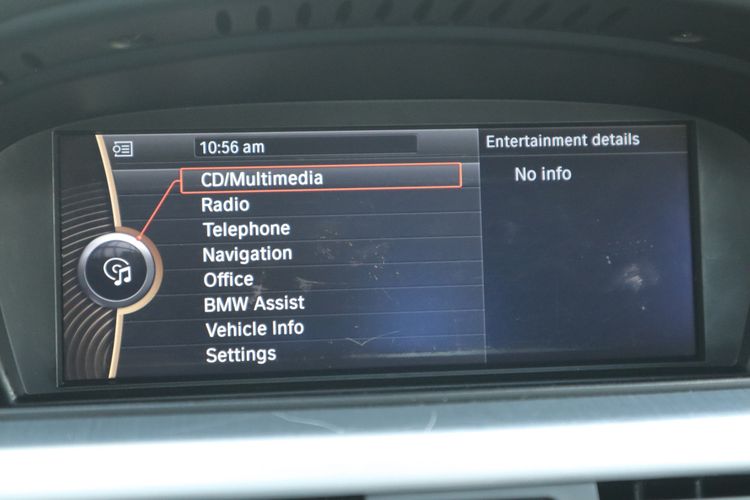 10:56 am
Entertainment details
CD/Multimedia
No info
Radio
Telephone
Navigation
Office
BMW Assist
Vehicle Info
Settings